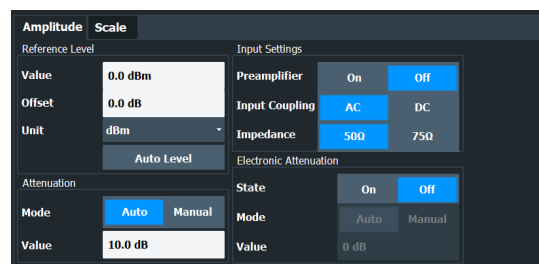 Amplitude Scale
Reference Level
Value 0.0 dBm
Offset 0.0 dB
Unit dBm
Auto Level
Attenuation
Mode Auto Manual
Value 10.0 dB
Input Settings
Preamplifier On Off
Input Coupling AC DC
Impedance 50Ω 75Ω
Electronic Attenuation
State On Off
Mode Auto Manual
Value 0 dB